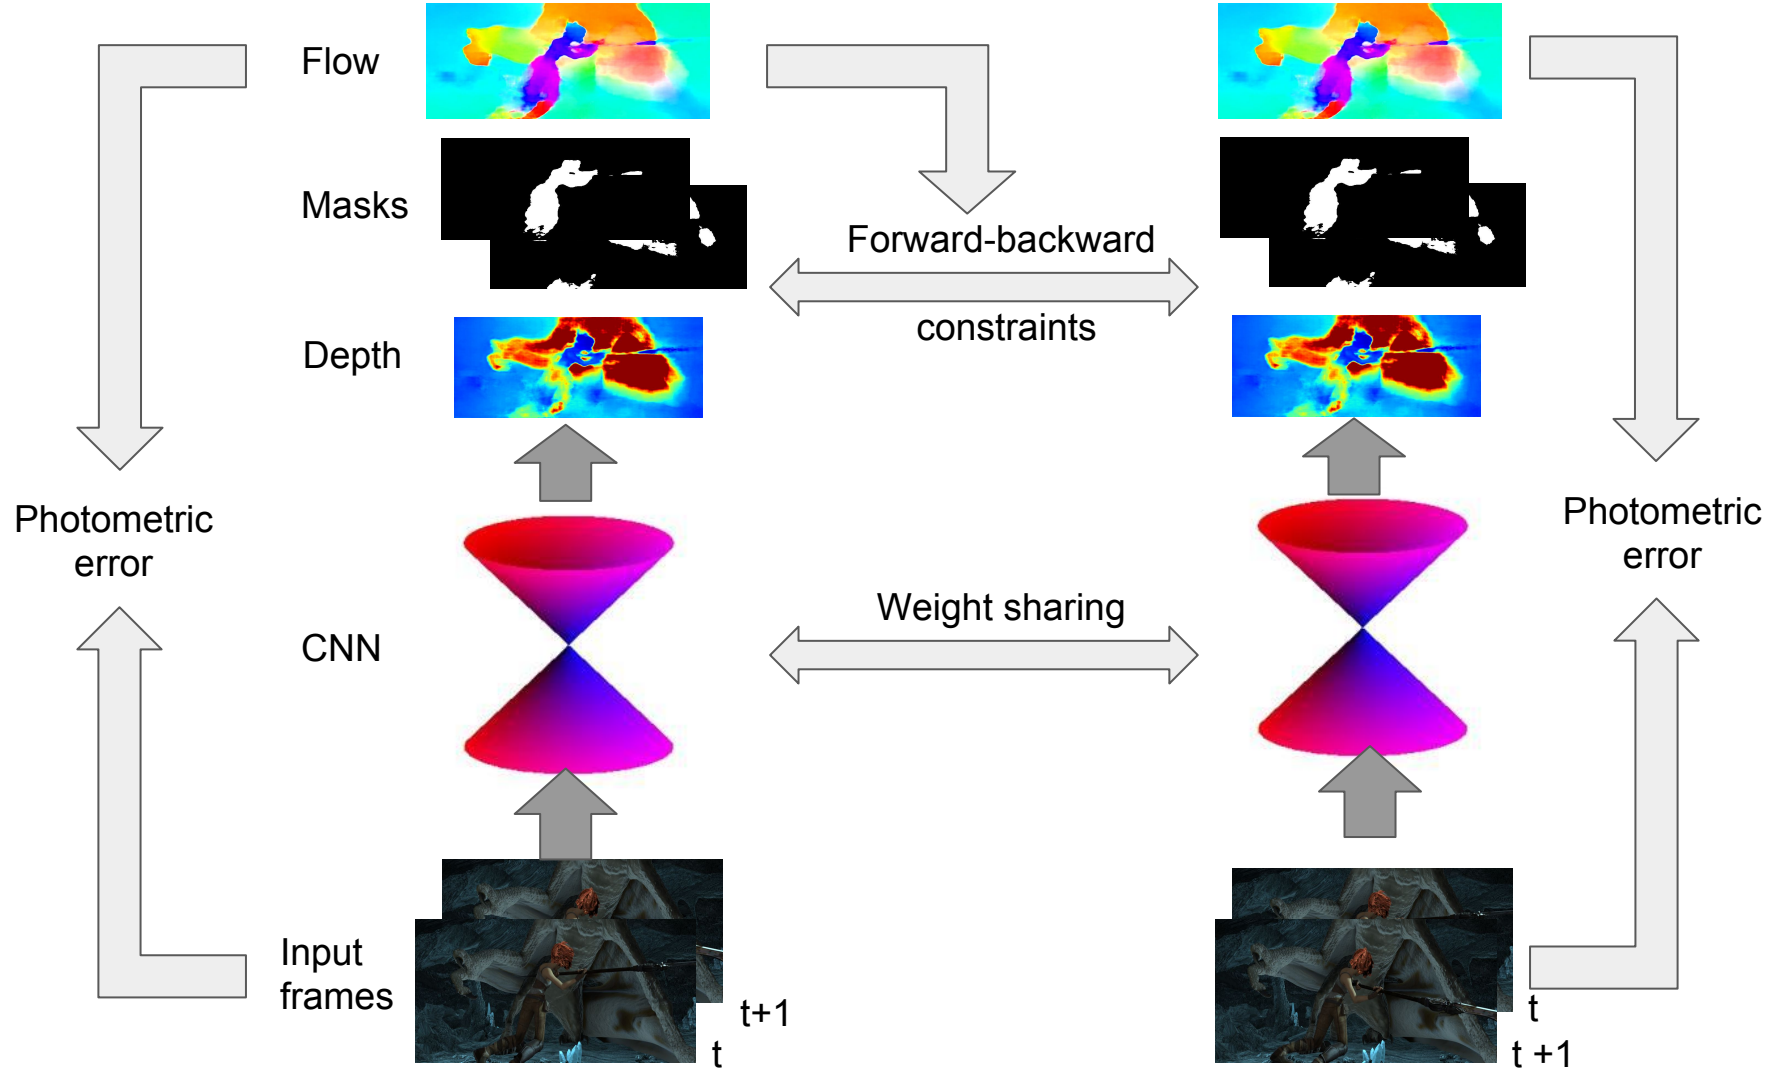 Flow
Masks
Forward-backward
constraints
Depth
Photometric
error
Photometric
error
Weight sharing
CNN
Input
frames
t+1
t
t
t +1